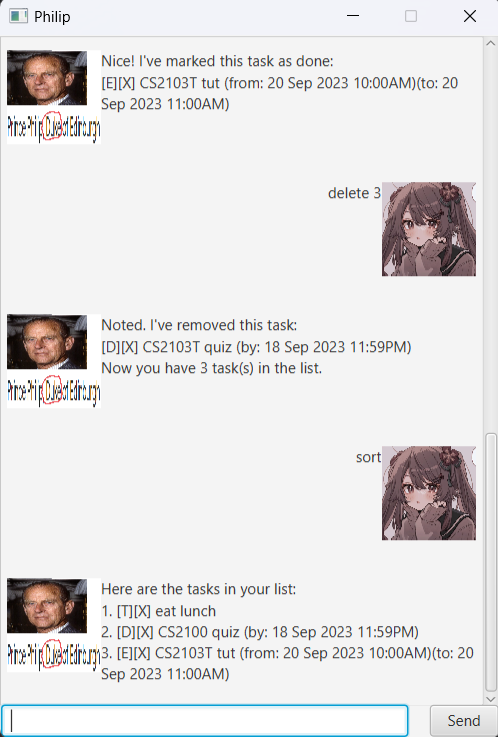 Philip
Nice! I've marked this task as done:
[E][X] CS2103T tut (from: 20 Sep 2023 10:00AM)(to: 20
Sep 2023 11:00AM)
Prince Philip, Duke of Edinburgh
delete 3
Noted. I've removed this task:
[D][X] CS2103T quiz (by: 18 Sep 2023 11:59PM)
Now you have 3 task(s) in the list.
Prince Philip, Duke of Edinburgh
sort
Here are the tasks in your list:
1. [T][X] eat lunch
2. [D][X] CS2100 quiz (by: 18 Sep 2023 11:59PM)
3. [E][X] CS2103T tut (from: 20 Sep 2023 10:00AM)(to: 20
Sep 2023 11:00AM)
Prince Philip, Duke of Edinburgh
Send